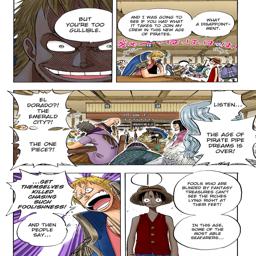 BUT
YOU'RE TOO
GULLIBLE.
AND I WAS GOING
TO SEE IF YOU HAD WHAT
IT TAKES TO JOIN MY
CREW IN THIS NEW AGE
OF PIRATES.
WHAT
A DISAPPOINT-
MENT.
EL
DORADO?!
THE
EMERALD
CITY?!
THE
ONE PIECE?!
LISTEN...
THE AGE OF
PIRATE PIPE
DREAMS IS
OVER!
...GET
THEMSELVES
KILLED
CHASING
SUCH
FOOLISHNESS!
AND THEN
PEOPLE
SAY...
FOOLS WHO
ARE BLINDED BY
FANTASY TREASURES
CAN'T SEE THE
RICHES
LYING RIGHT AT
THEIR FEET!
IN THIS AGE,
SOME OF THE
MOST ABLE
SEAFARERS...